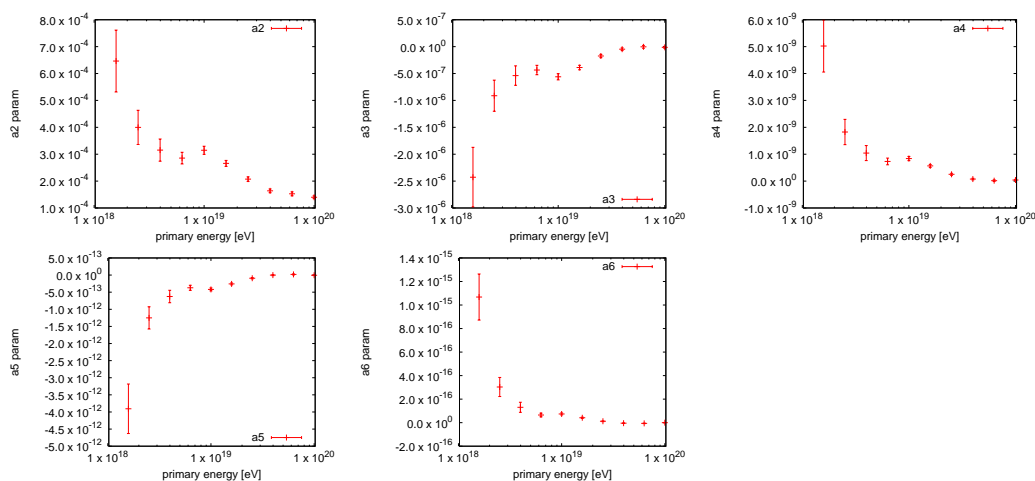 a2 param
8.0 x 10^-4
7.0 x 10^-4
6.0 x 10^-4
5.0 x 10^-4
4.0 x 10^-4
3.0 x 10^-4
2.0 x 10^-4
1.0 x 10^-4
a2
1 x 10^18
1 x 10^19
1 x 10^20
primary energy [eV]
a3 param
5.0 x 10^-7
0.0 x 10^0
-5.0 x 10^-7
-1.0 x 10^-6
-1.5 x 10^-6
-2.0 x 10^-6
-2.5 x 10^-6
-3.0 x 10^-6
a3
1 x 10^18
1 x 10^19
1 x 10^20
primary energy [eV]
a4 param
6.0 x 10^-9
5.0 x 10^-9
4.0 x 10^-9
3.0 x 10^-9
2.0 x 10^-9
1.0 x 10^-9
0.0 x 10^0
-1.0 x 10^-9
a4
1 x 10^18
1 x 10^19
1 x 10^20
primary energy [eV]
a5 param
5.0 x 10^-13
0.0 x 10^0
-5.0 x 10^-13
-1.0 x 10^-12
-1.5 x 10^-12
-2.0 x 10^-12
-2.5 x 10^-12
-3.0 x 10^-12
-3.5 x 10^-12
-4.0 x 10^-12
-4.5 x 10^-12
-5.0 x 10^-12
a5
1 x 10^18
1 x 10^19
1 x 10^20
primary energy [eV]
a6 param
1.4 x 10^-15
1.2 x 10^-15
1.0 x 10^-15
8.0 x 10^-16
6.0 x 10^-16
4.0 x 10^-16
2.0 x 10^-16
0.0 x 10^0
-2.0 x 10^-16
a6
1 x 10^18
1 x 10^19
1 x 10^20
primary energy [eV]